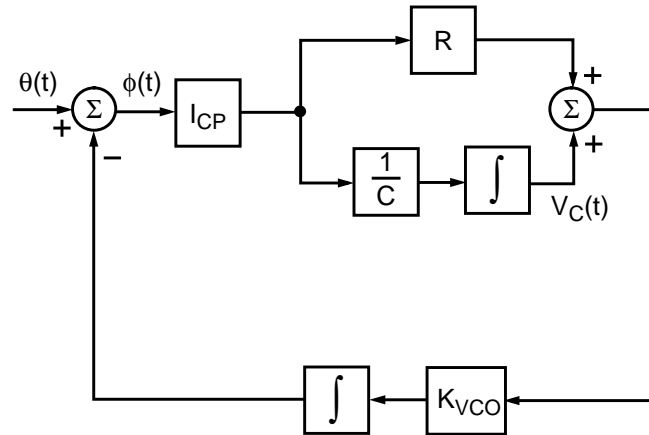 R
θ(t)
ϕ(t)
+
Σ
I_CP
Σ
+
+
−
1
C
∫
V_C(t)
∫
K_VCO